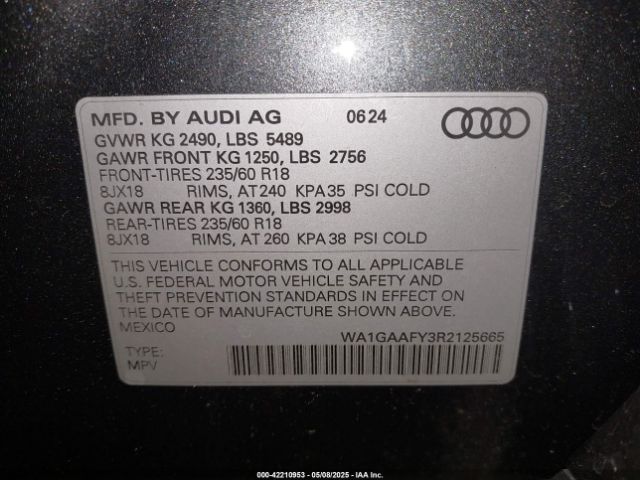 MFD. BY AUDI AG 0624
GVWR KG 2490, LBS 5489
GAWR FRONT KG 1250, LBS 2756
FRONT-TIRES 235/60 R18
8JX18 RIMS, AT 240 KPA 35 PSI COLD
GAWR REAR KG 1360, LBS 2998
REAR-TIRES 235/60 R18
8JX18 RIMS, AT 260 KPA 38 PSI COLD
THIS VEHICLE CONFORMS TO ALL APPLICABLE
U.S. FEDERAL MOTOR VEHICLE SAFETY AND
THEFT PREVENTION STANDARDS IN EFFECT ON
THE DATE OF MANUFACTURE SHOWN ABOVE.
MEXICO
WA1GAAFY3R2125665
TYPE:
MPV
000-42210953 - 05/08/2025 - IAA Inc.